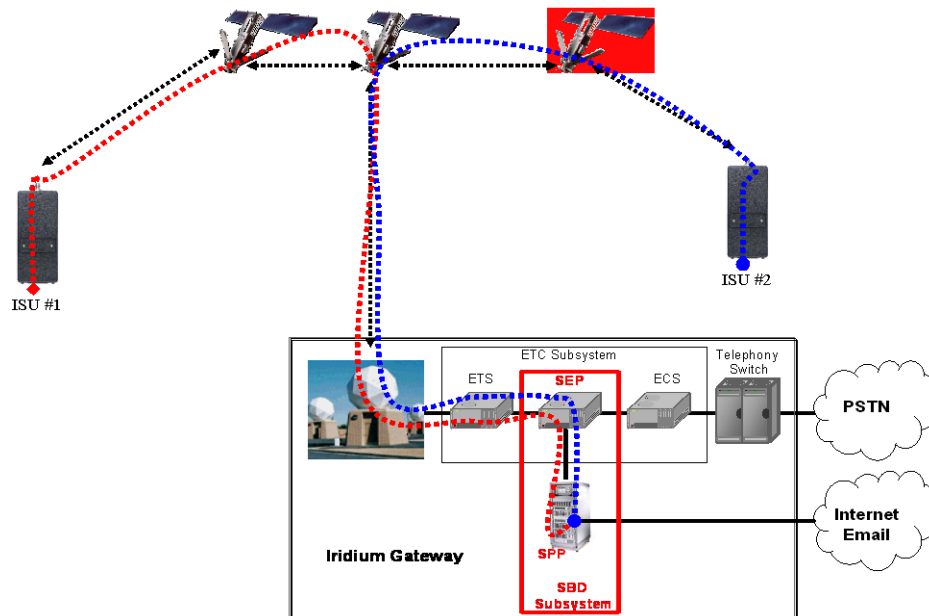 ISU #1
ISU #2
ETC Subsystem
Telephony
Switch
ETS
SEP
ECS
PSTN
Internet
Email
Iridium Gateway
SPP
SBD
Subsystem